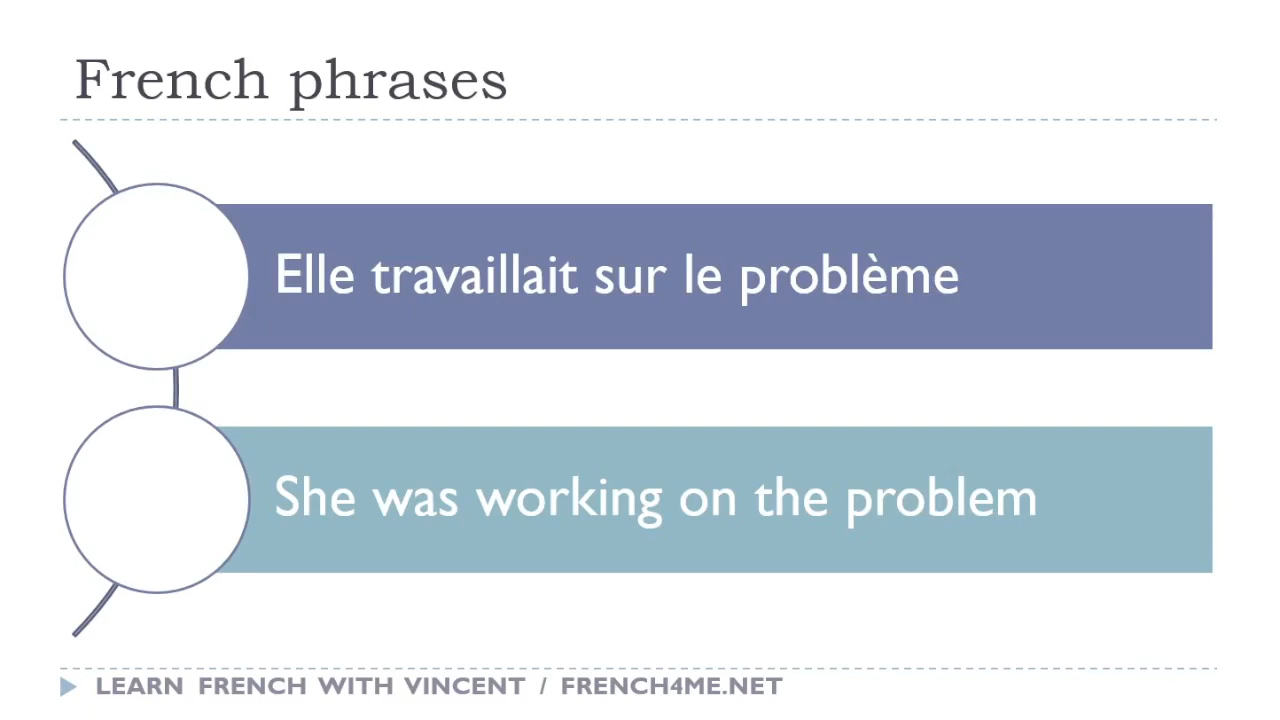 French phrases
Elle travaillait sur le problème
She was working on the problem
LEARN FRENCH WITH VINCENT / FRENCH4ME.NET